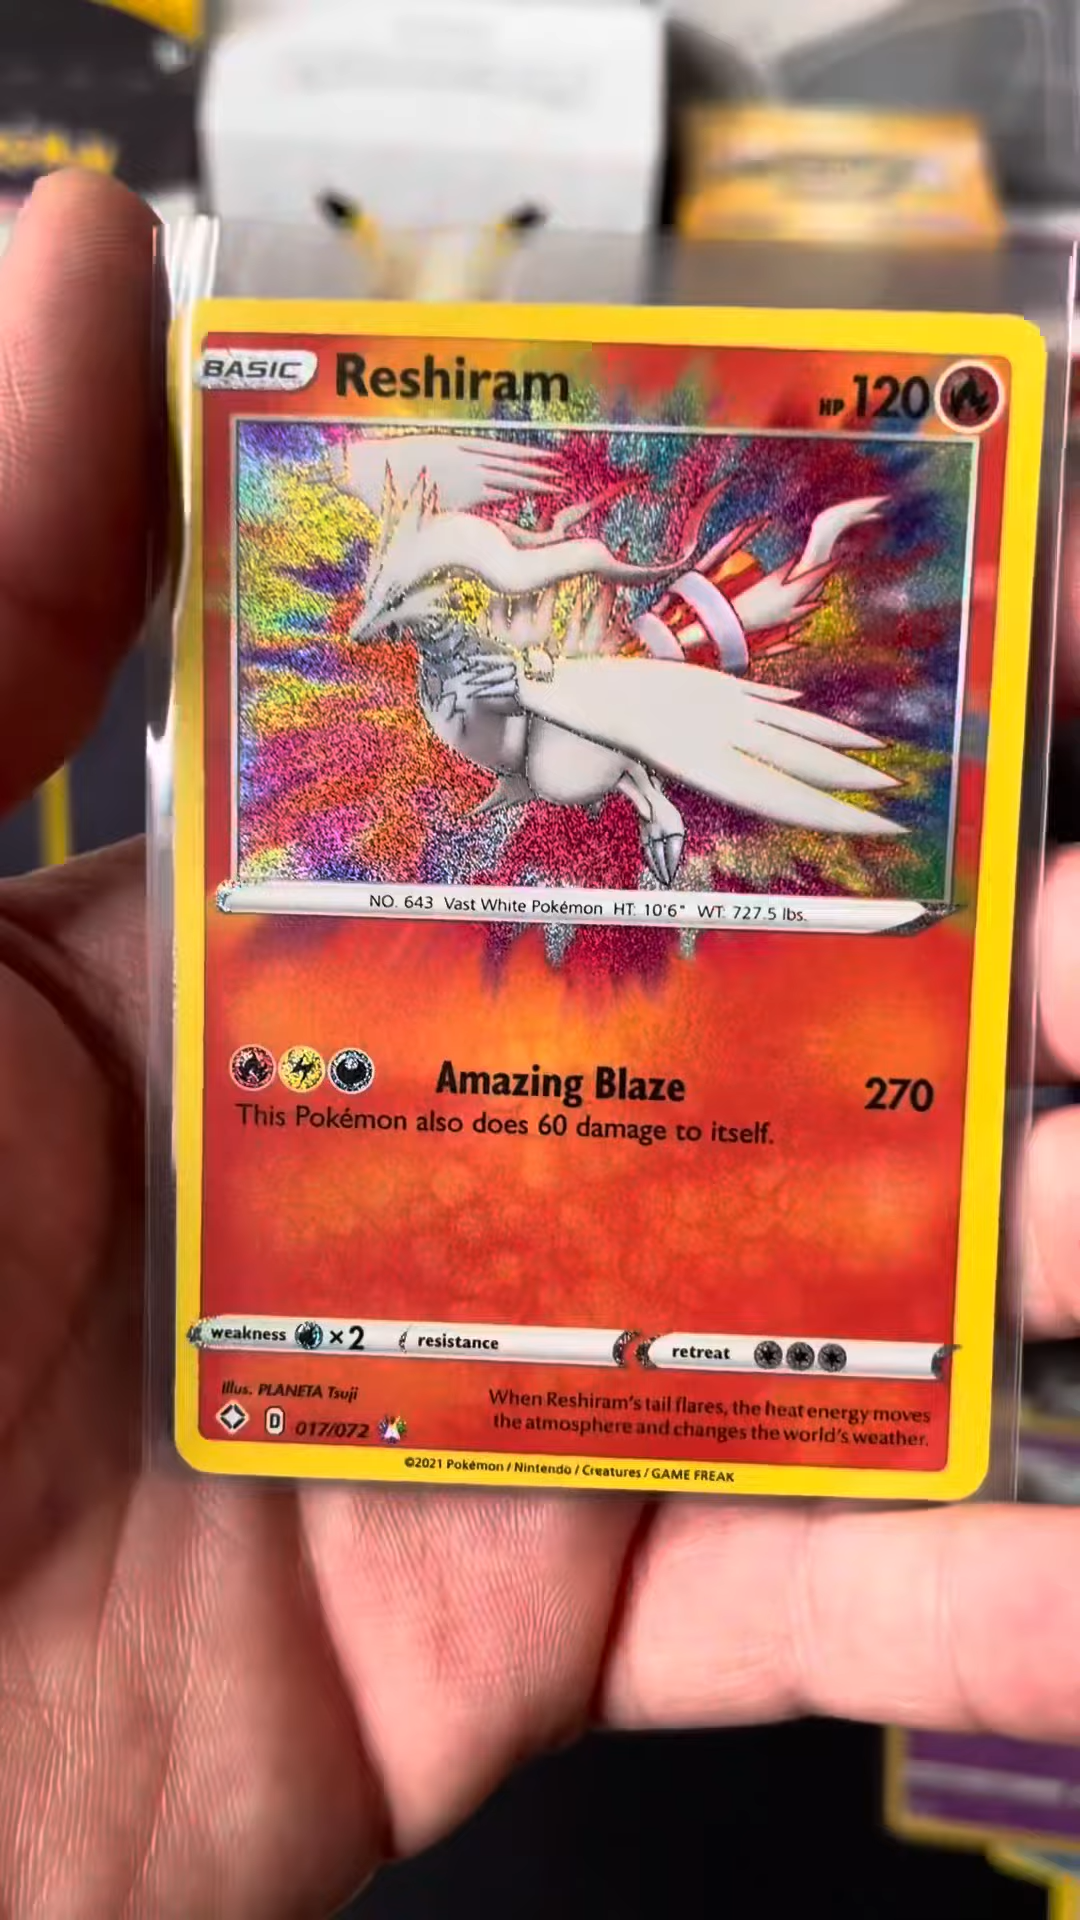 BASIC Reshiram HP 120
NO. 643 Vast White Pokémon HT: 10'6" WT: 727.5 lbs.
Amazing Blaze 270
This Pokémon also does 60 damage to itself.
weakness ×2 resistance retreat
Illus. PLANETA Tsuji
When Reshiram's tail flares, the heat energy moves
the atmosphere and changes the world's weather.
D 017/072 A
©2021 Pokémon / Nintendo / Creatures / GAME FREAK